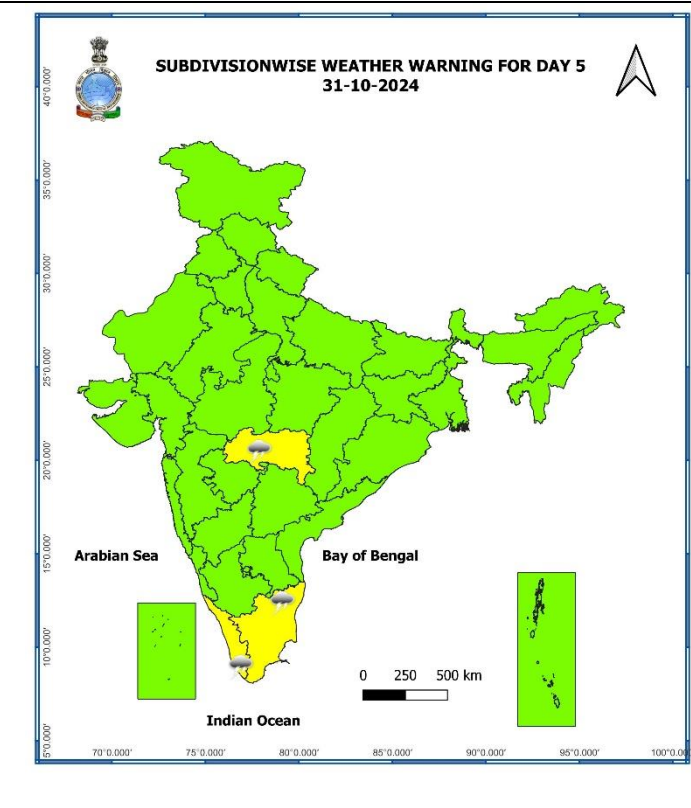 SUBDIVISIONWISE WEATHER WARNING FOR DAY 5
31-10-2024
40°0.000'
35°0.000'
30°0.000'
25°0.000'
20°0.000'
15°0.000'
10°0.000'
5°0.000'
Arabian Sea
Bay of Bengal
0 250 500 km
Indian Ocean
70°0.000' 75°0.000' 80°0.000' 85°0.000' 90°0.000' 95°0.000' 100°0.0